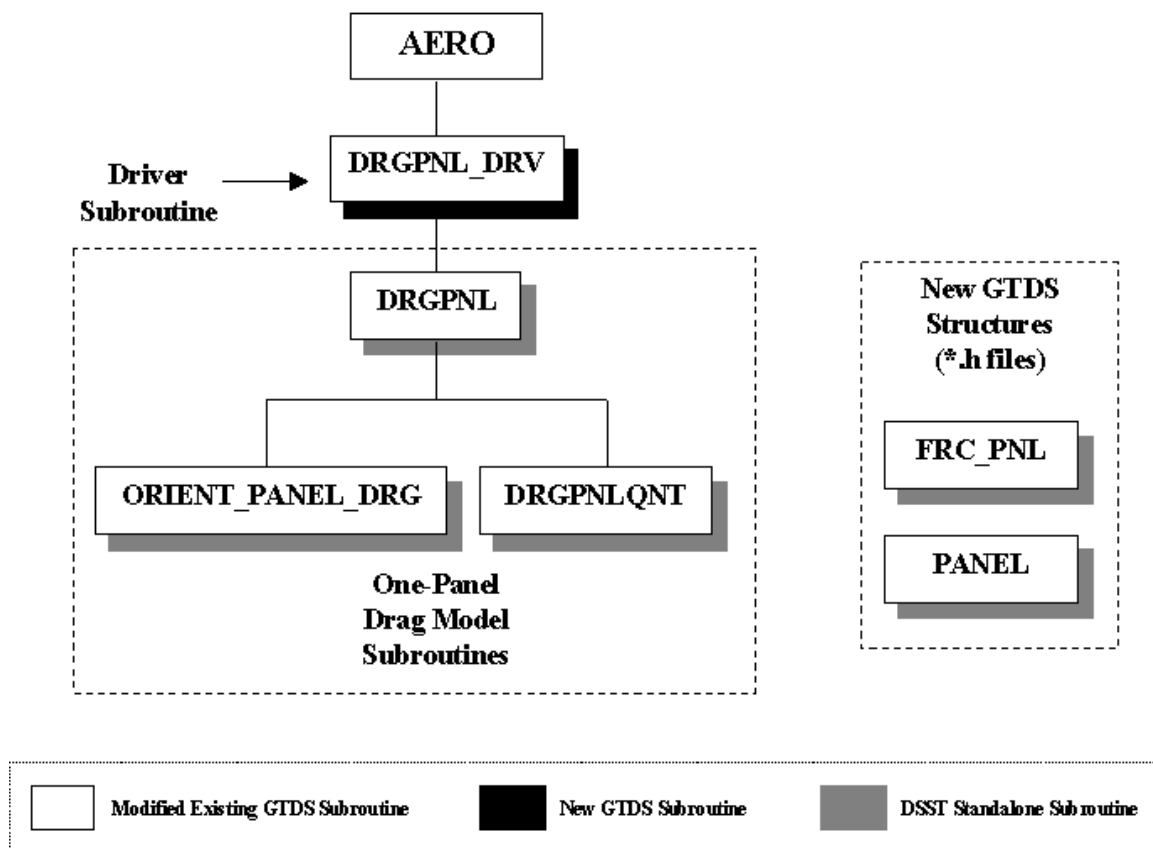 AERO
DRGPNL_DRV
Driver
Subroutine
DRGPNL
ORIENT_PANEL_DRG
DRGPNLQNT
One-Panel
Drag Model
Subroutines
New GTDS
Structures
(*.h files)
FRC_PNL
PANEL
Modified Existing GTDS Subroutine
New GTDS Subroutine
DSST Standalone Subroutine